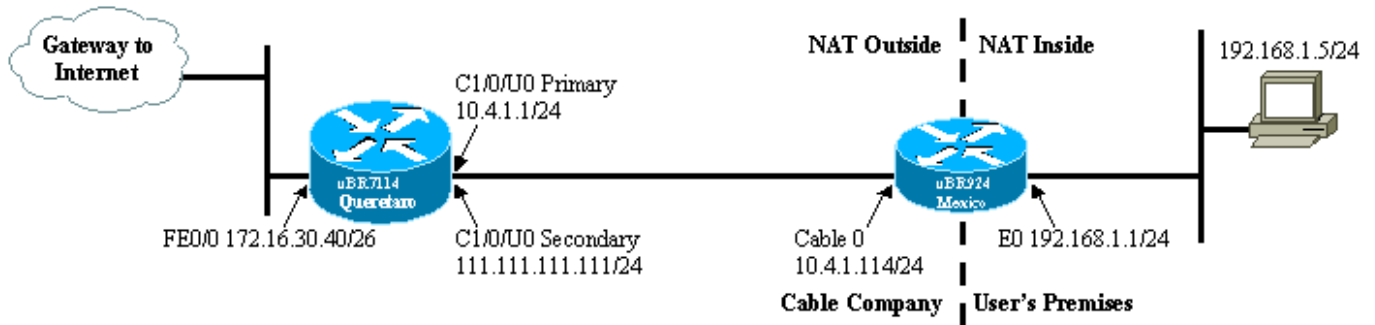 Gateway to
Internet
C1/0/U0 Primary
10.4.1.1/24
uBR7114
Queretaro
FE0/0 172.16.30.40/26
C1/0/U0 Secondary
111.111.111.111/24
NAT Outside
NAT Inside
192.168.1.5/24
uBR924
Mexico
Cable 0
10.4.1.114/24
E0 192.168.1.1/24
Cable Company
User's Premises